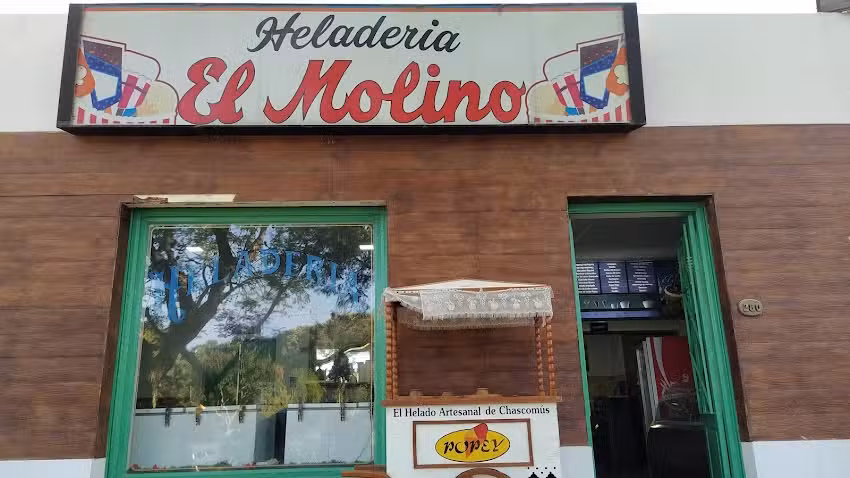 Heladeria
El Molino
HELADERIA
El Helado Artesanal de Chascomús
POPEY
260